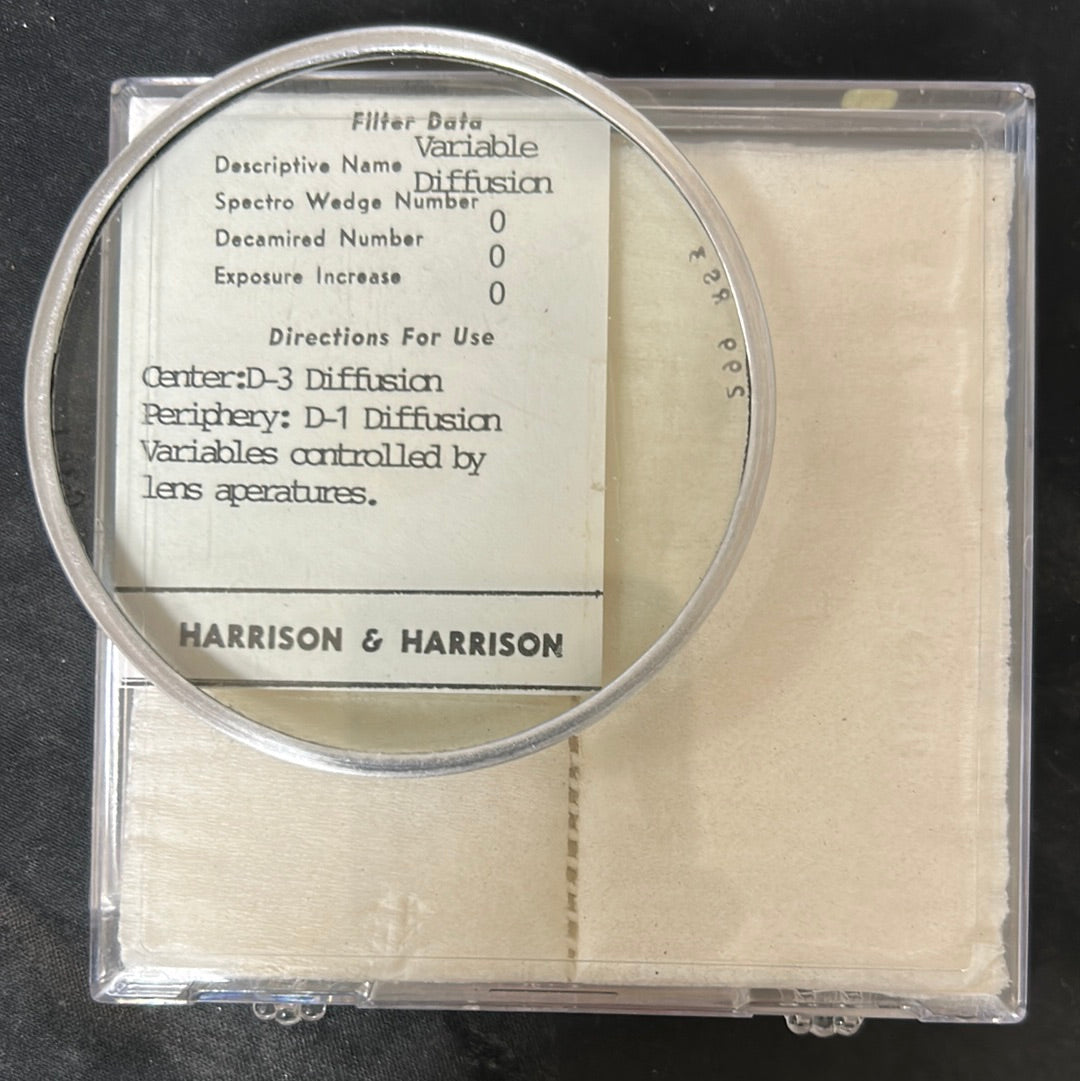 Filter Data
Descriptive Name Variable Diffusion
Spectro Wedge Number 0
Decamired Number 0
Exposure Increase 0
Directions For Use
Center:D-3 Diffusion
Periphery: D-1 Diffusion
Variables controlled by
lens aperatures.
HARRISON & HARRISON